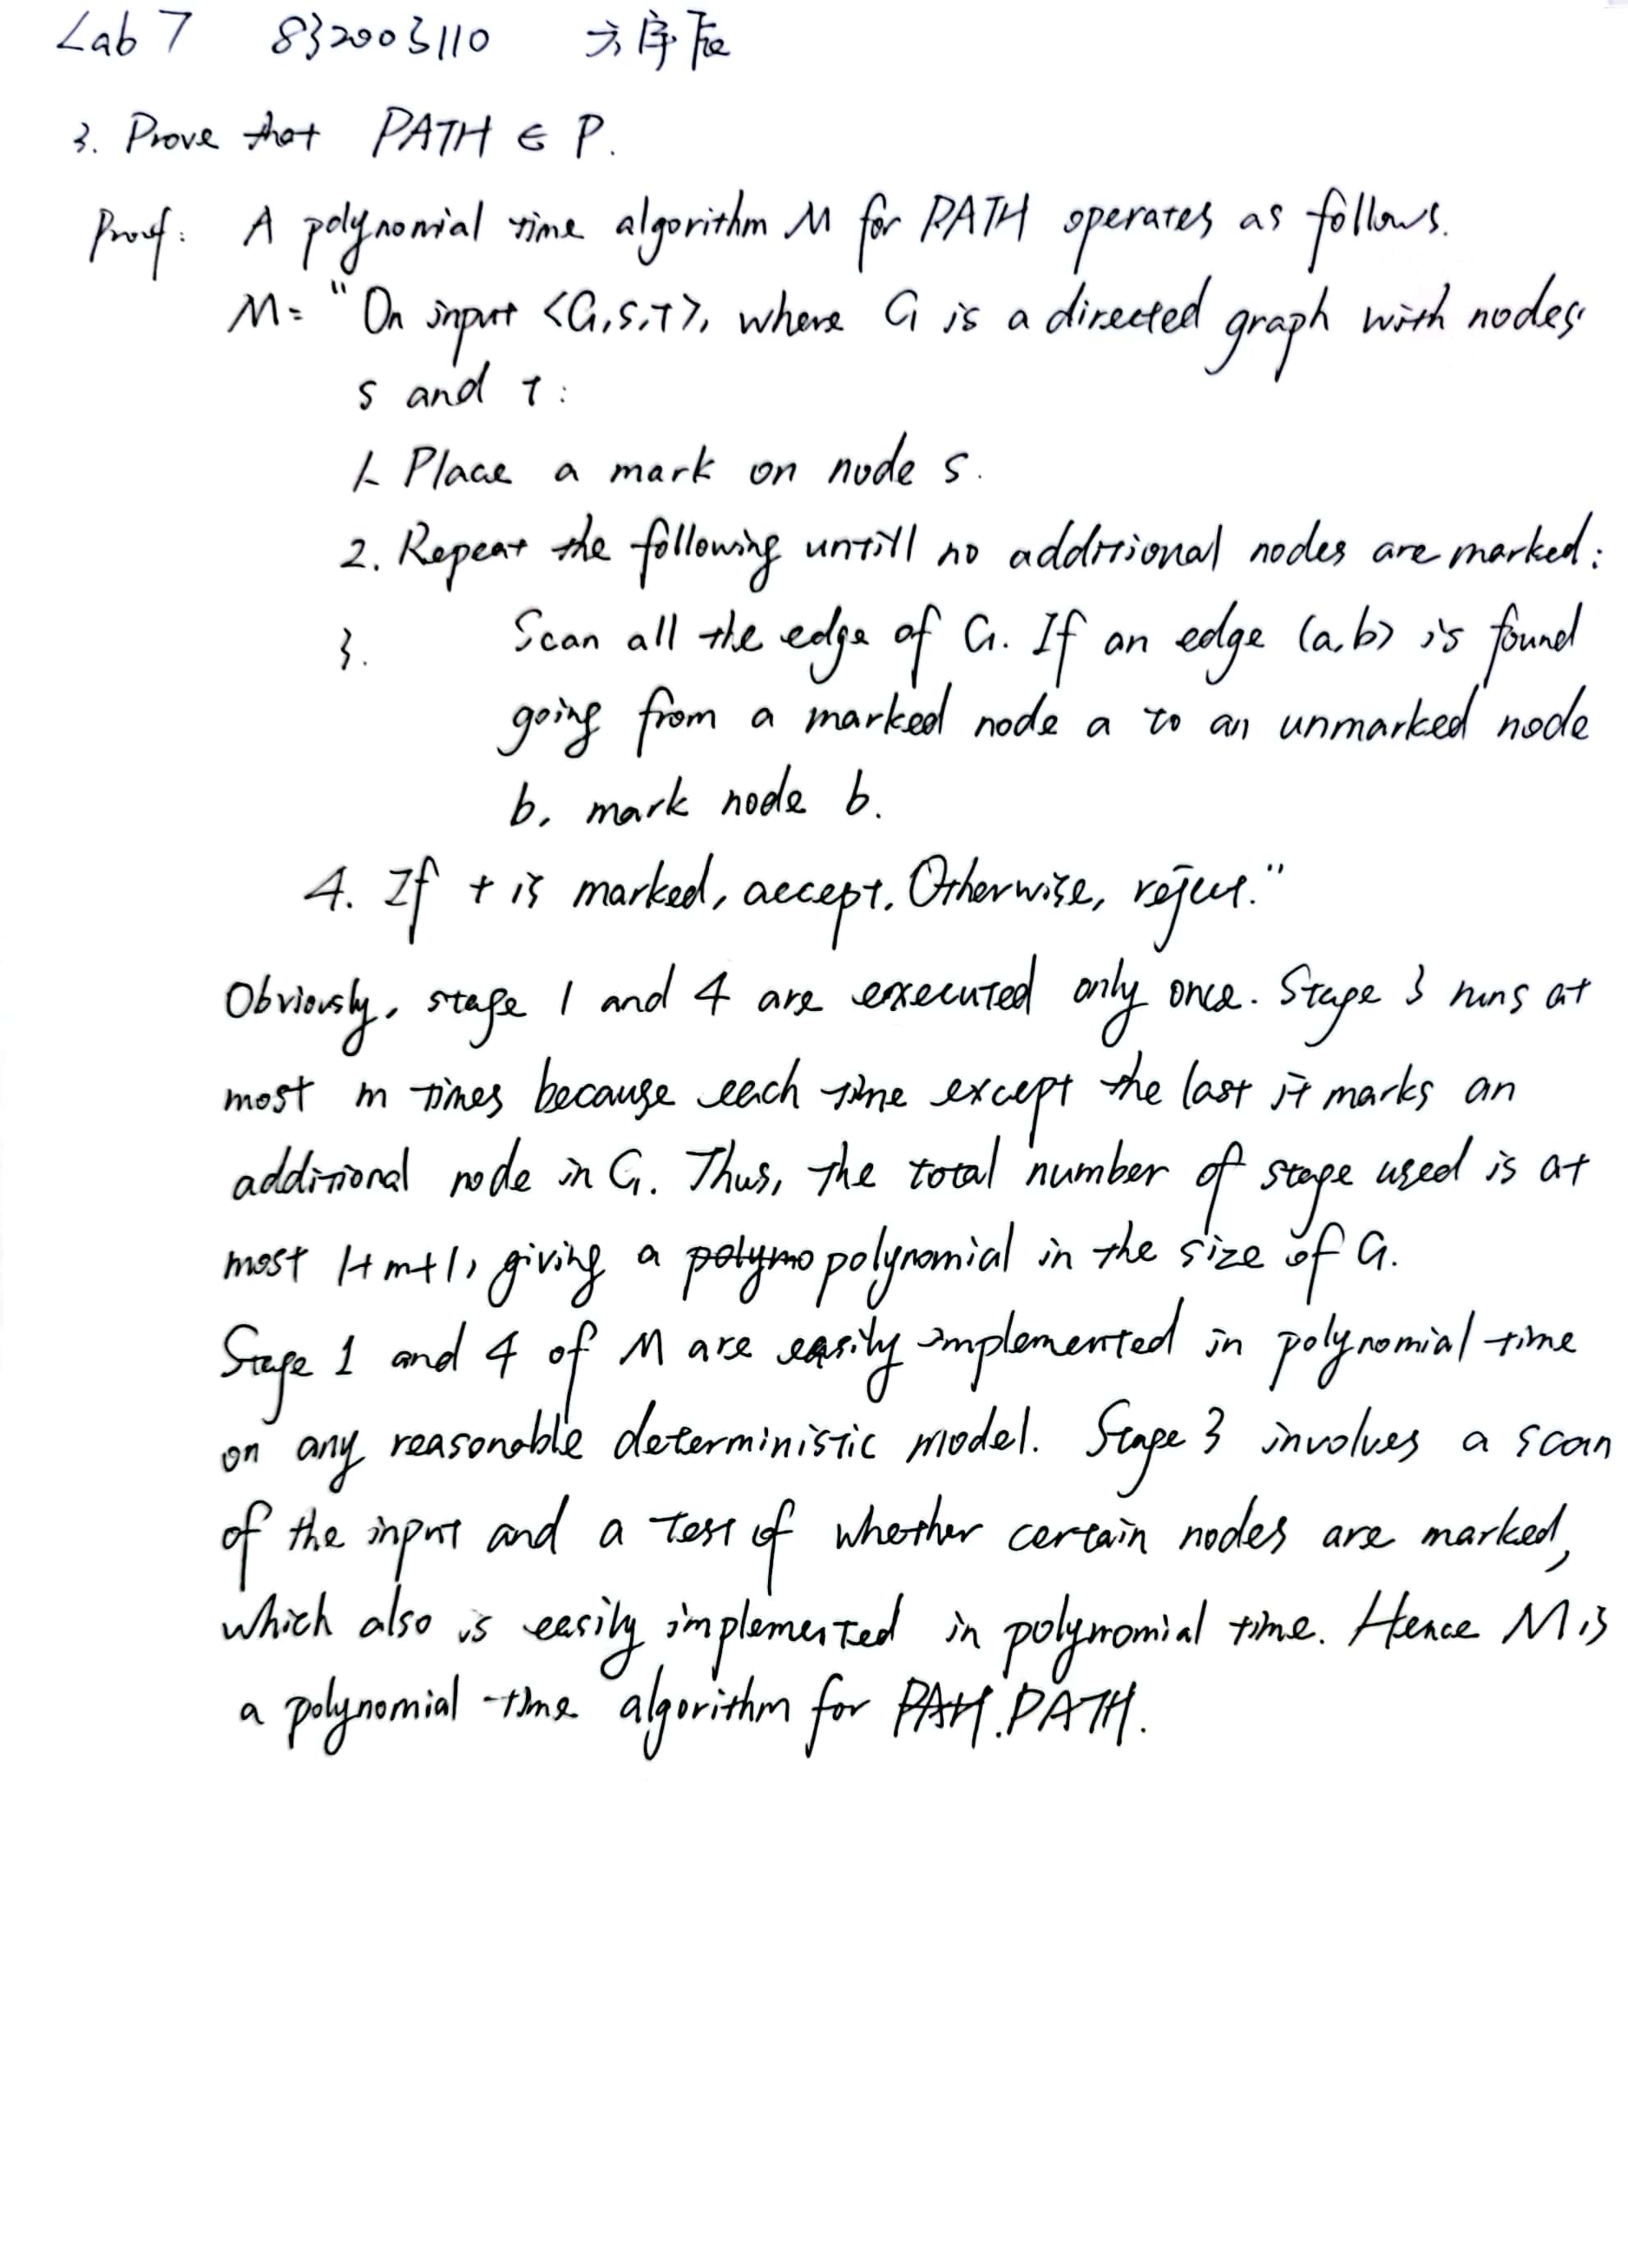 Lab 7 832003110 方序
3. Prove that PATH ∈ P.
Proof: A polynomial time algorithm M for PATH operates as follows.
M= "On input <G,s,t>, where G is a directed graph with nodes
s and t:
1. Place a mark on node s.
2. Repeat the following untill no additional nodes are marked:
3. Scan all the edge of G. If an edge (a,b) is found
going from a marked node a to an unmarked node
b, mark node b.
4. If t is marked, accept. Otherwise, reject."
Obviously, stage 1 and 4 are executed only once. Stage 3 runs at
most m times because each time except the last it marks an
additional node in G. Thus, the total number of stage used is at
most 1+m+1, giving a polymo polynomial in the size of G.
Stage 1 and 4 of M are easily implemented in polynomial time
on any reasonable deterministic model. Stage 3 involves a scan
of the input and a test of whether certain nodes are marked,
which also is easily implemented in polynomial time. Hence M is
a polynomial time algorithm for PAH. PATH.